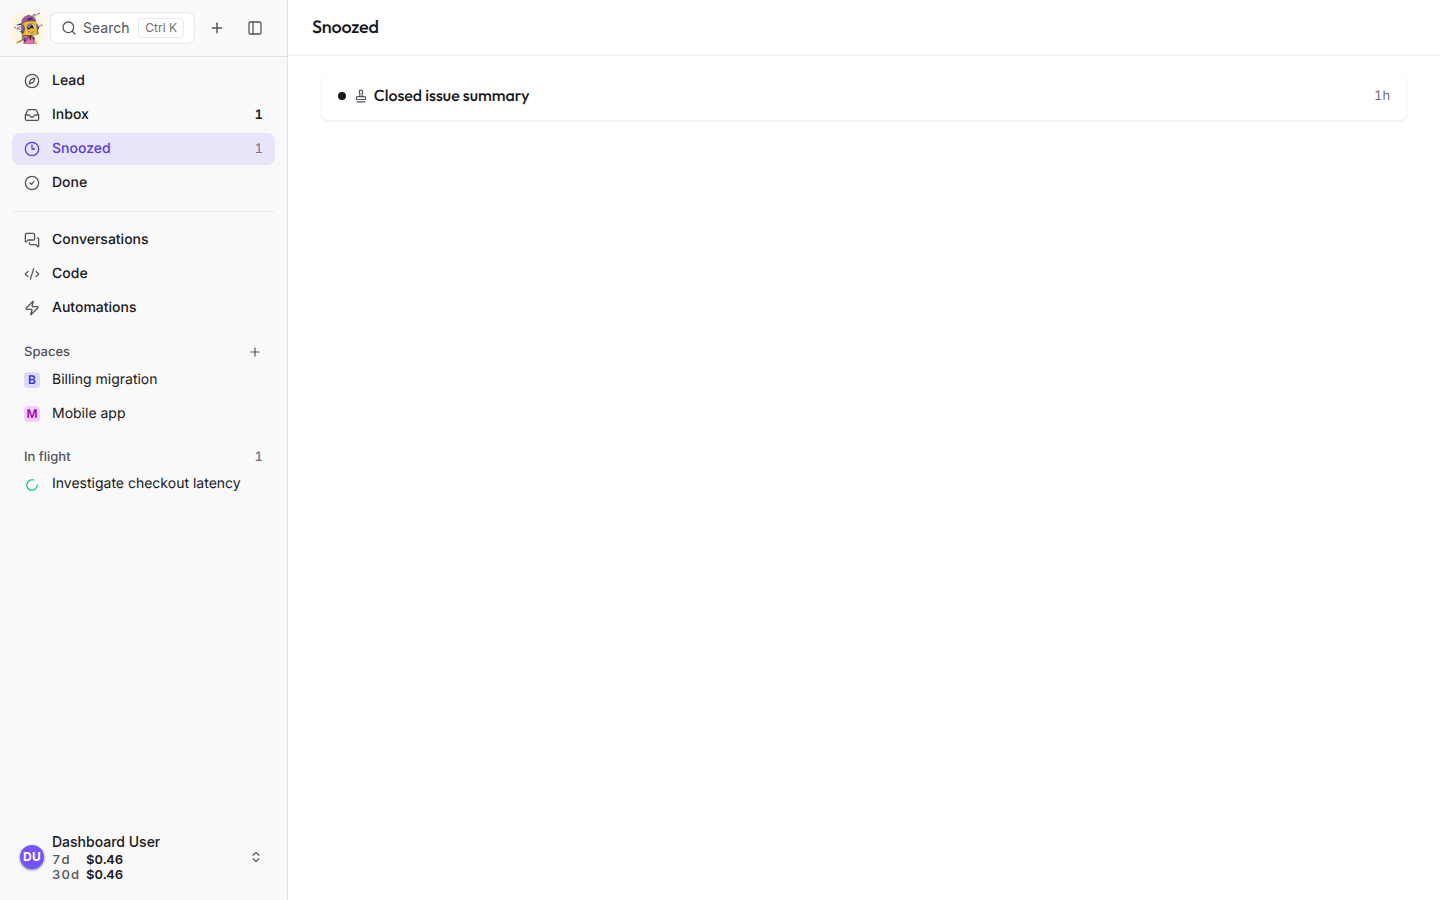 Search Ctrl K
Lead
Inbox 1
Snoozed 1
Done
Conversations
Code
Automations
Spaces
B Billing migration
M Mobile app
In flight 1
Investigate checkout latency
DU Dashboard User
7d $0.46
30d $0.46
Snoozed
Closed issue summary 1h